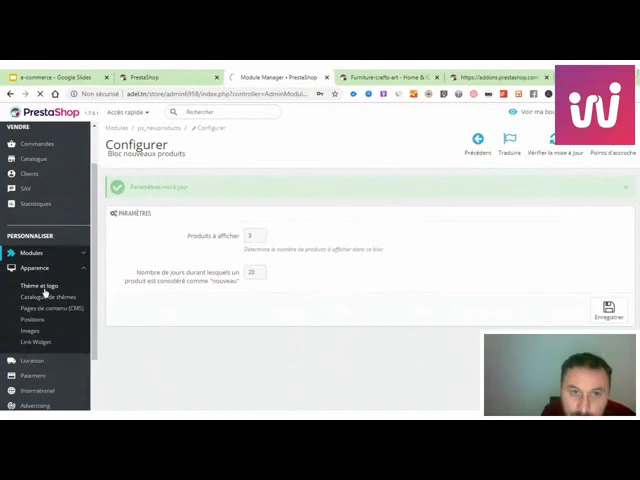 e-commerce - Google Slides
PrestaShop
Module Manager • PrestaShop
Furniture-crafts-art - Home & G
https://addons.prestashop.com
Non sécurisé
adel.tn/store/admin6958/index.php?controller=AdminModul...
PrestaShop
1.7.6.1
Accès rapide
Rechercher
Voir ma bou
VENDRE
Commandes
Catalogue
Clients
SAV
Statistiques
PERSONNALISER
Modules
Apparence
Thème et logo
Catalogue de thèmes
Pages de contenu (CMS)
Positions
Images
Link Widget
Livraison
Paiement
International
Advertising
Modules / ps_newproducts / Configurer
Configurer
Bloc nouveaux produits
Précédent
Traduire
Vérifier la mise à jour
Points d'accroche
Paramètres mis à jour
PARAMÈTRES
Produits à afficher
3
Détermine le nombre de produits à afficher dans ce bloc
Nombre de jours durant lesquels un
produit est considéré comme "nouveau"
20
Enregistrer